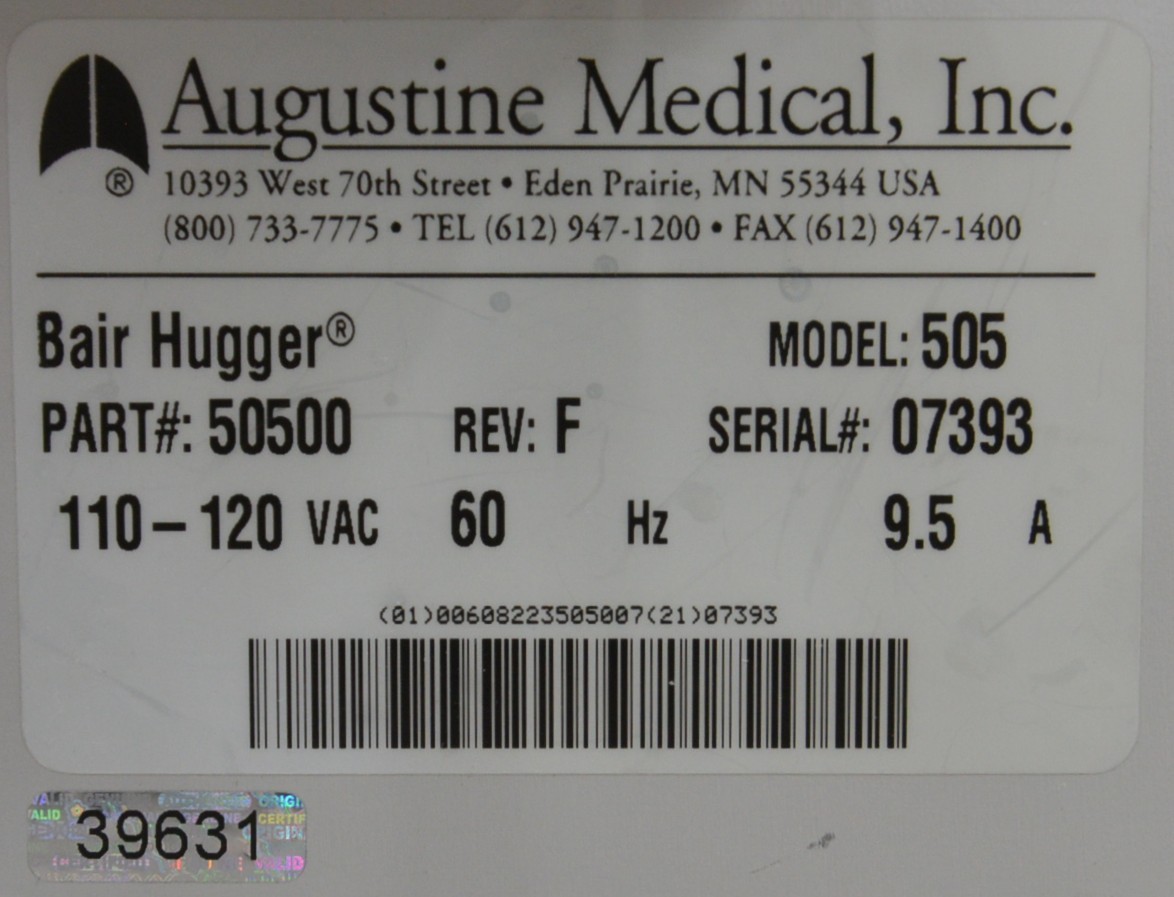 Augustine Medical, Inc.
® 10393 West 70th Street • Eden Prairie, MN 55344 USA
(800) 733-7775 • TEL (612) 947-1200 • FAX (612) 947-1400
Bair Hugger® MODEL: 505
PART#: 50500 REV: F SERIAL#: 07393
110–120 VAC 60 Hz 9.5 A
(01)00608223505007(21)07393
39631